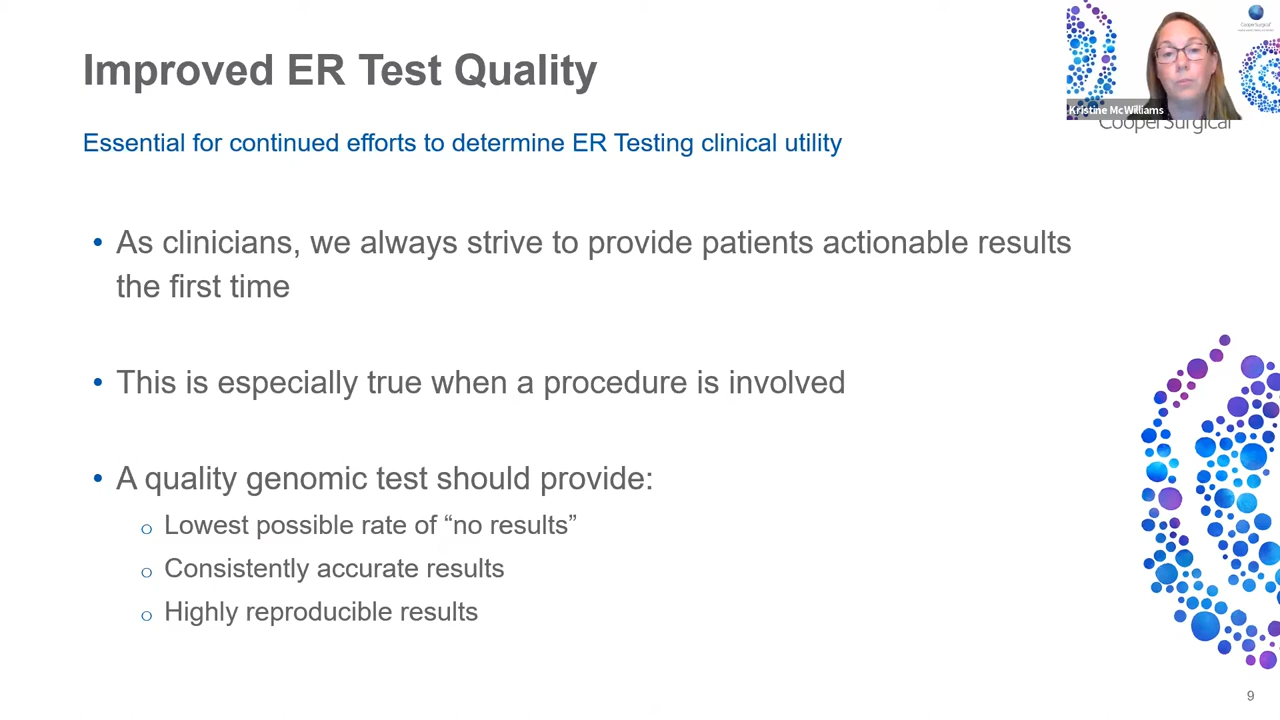 Improved ER Test Quality
Kristine McWilliams
CooperSurgical
Essential for continued efforts to determine ER Testing clinical utility
• As clinicians, we always strive to provide patients actionable results
the first time
• This is especially true when a procedure is involved
• A quality genomic test should provide:
o Lowest possible rate of “no results”
o Consistently accurate results
o Highly reproducible results
9